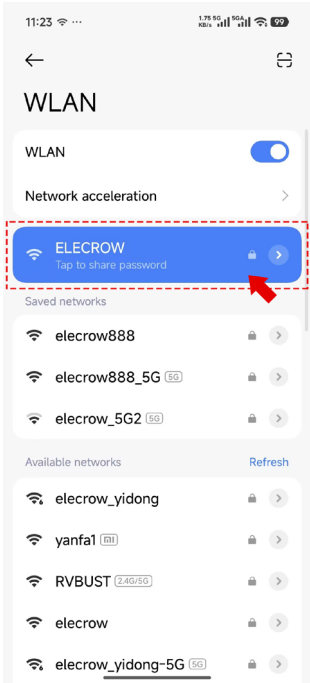 11:23
1.75 KB/s 5G 5GA 99
WLAN
WLAN
Network acceleration
ELECROW
Tap to share password
Saved networks
elecrow888
elecrow888_5G 5G
elecrow_5G2 5G
Available networks Refresh
elecrow_yidong
yanfa1
RVBUST 2.4G/5G
elecrow
elecrow_yidong-5G 5G